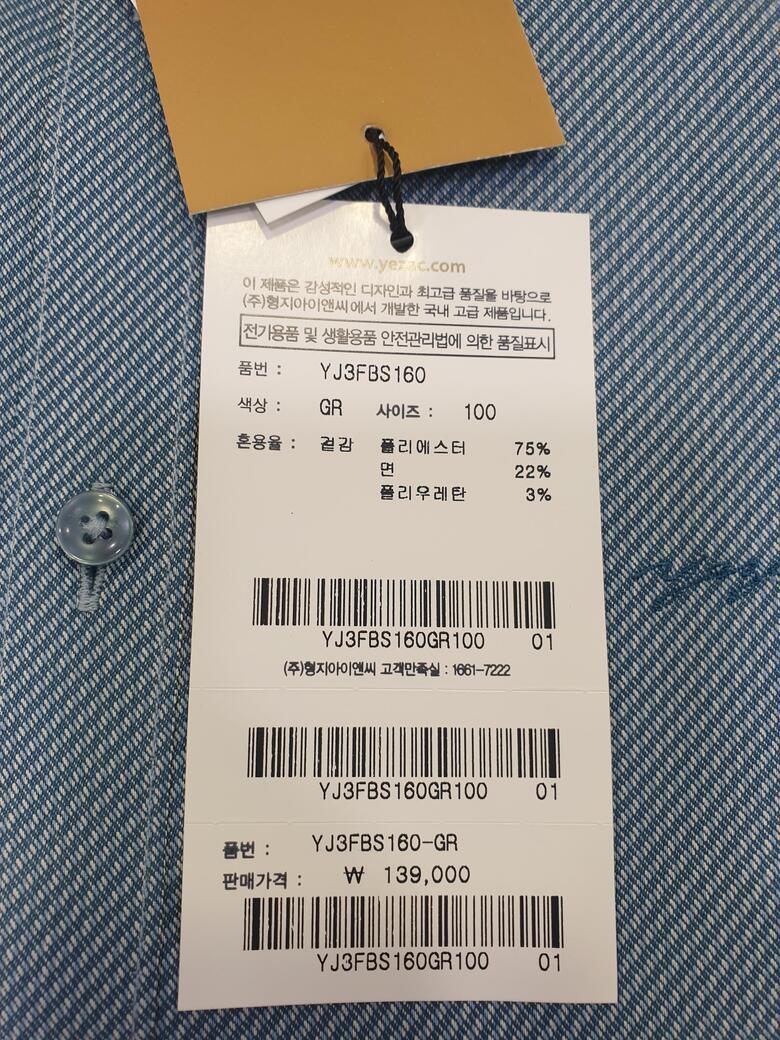 www.yezac.com
이 제품은 감성적인 디자인과 최고급 품질을 바탕으로
(주)형지아이앤씨에서 개발한 국내 고급 제품입니다.
전기용품 및 생활용품 안전관리법에 의한 품질표시
품번 : YJ3FBS160
색상 : GR 사이즈 : 100
혼용율 : 겉감 폴리에스터 75%
면 22%
폴리우레탄 3%
YJ3FBS160GR100 01
(주)형지아이앤씨 고객만족실 : 1661-7222
YJ3FBS160GR100 01
품번 : YJ3FBS160-GR
판매가격 : ₩ 139,000
YJ3FBS160GR100 01